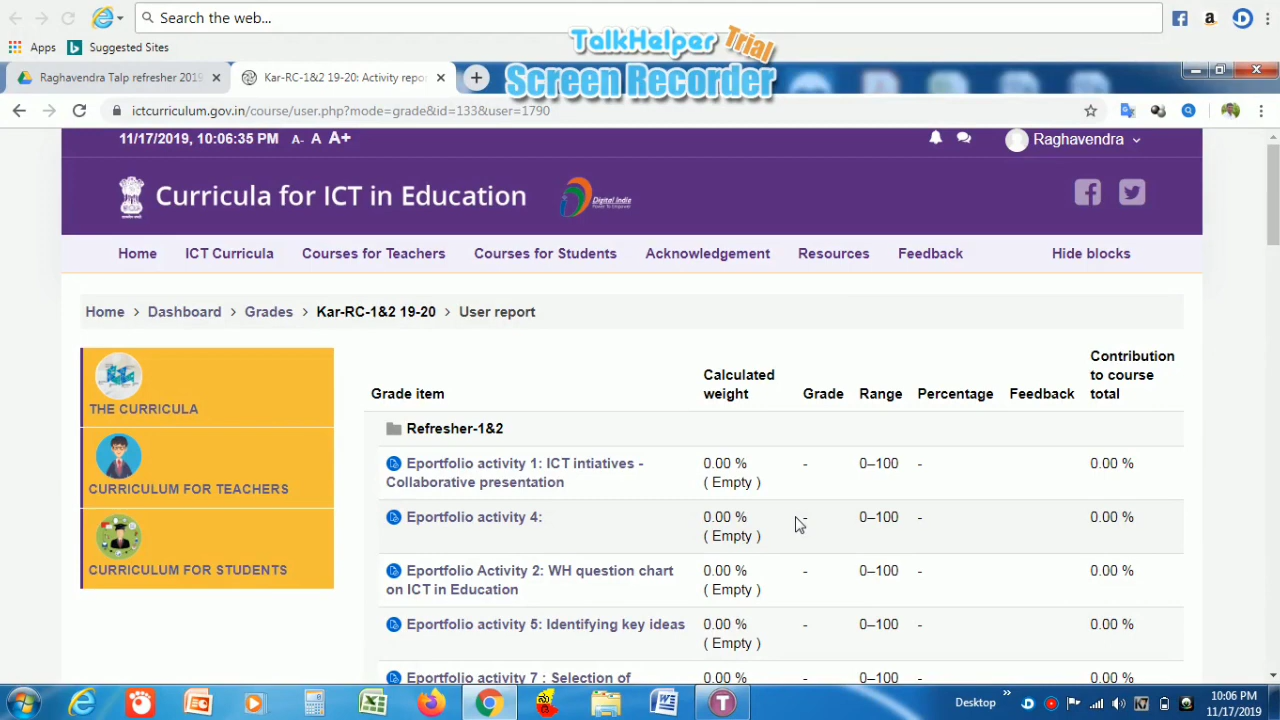 Search the web...
Apps Suggested Sites
TalkHelper Trial
Screen Recorder
Raghavendra Talp refresher 2019
Kar-RC-1&2 19-20: Activity repo
ictcurriculum.gov.in/course/user.php?mode=grade&id=133&user=1790
11/17/2019, 10:06:35 PM A- A A+
Raghavendra
Curricula for ICT in Education
Digital India
Home ICT Curricula Courses for Teachers Courses for Students Acknowledgement Resources Feedback Hide blocks
Home > Dashboard > Grades > Kar-RC-1&2 19-20 > User report
THE CURRICULA
CURRICULUM FOR TEACHERS
CURRICULUM FOR STUDENTS
Grade item Calculated weight Grade Range Percentage Feedback Contribution to course total
Refresher-1&2
Eportfolio activity 1: ICT intiatives - 0.00 % - 0–100 - 0.00 %
Collaborative presentation ( Empty )
Eportfolio activity 4: 0.00 % - 0–100 - 0.00 %
( Empty )
Eportfolio Activity 2: WH question chart 0.00 % - 0–100 - 0.00 %
on ICT in Education ( Empty )
Eportfolio activity 5: Identifying key ideas 0.00 % - 0–100 - 0.00 %
( Empty )
Eportfolio activity 7 : Selection of 0.00 % - 0–100 - 0.00 %
Desktop
10:06 PM
11/17/2019